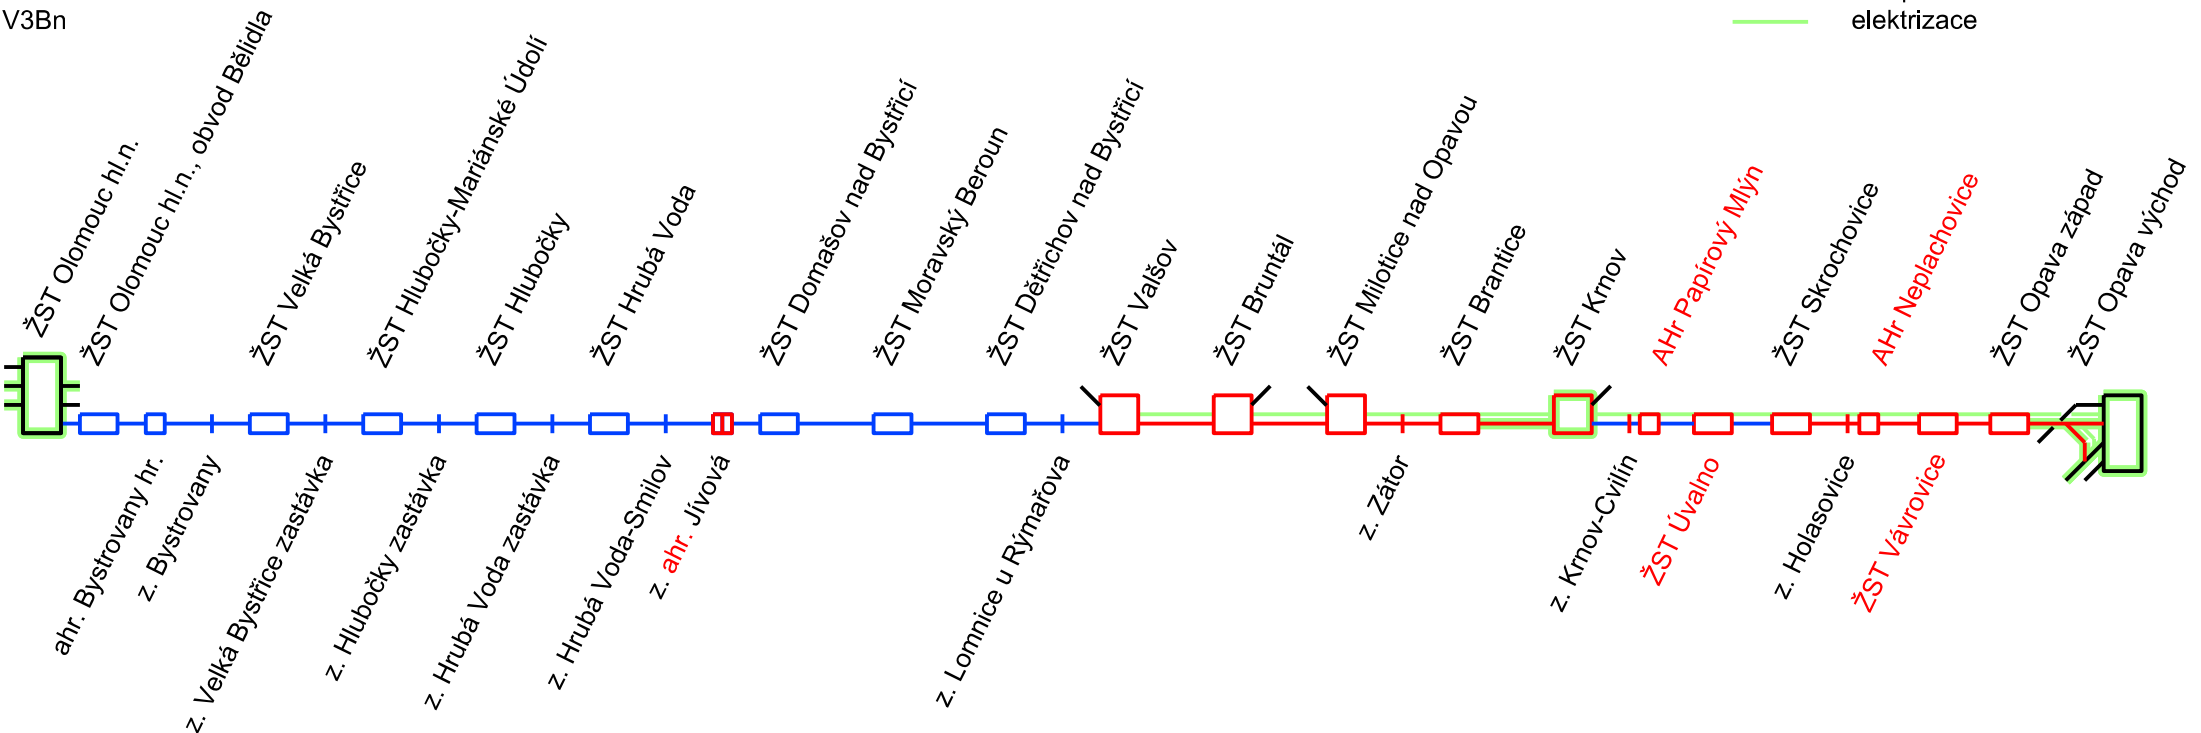 V3Bn
elektrizace
ŽST Olomouc hl.n.
ŽST Olomouc hl.n., obvod Bělidla
ŽST Velká Bystřice
ŽST Hlubočky-Mariánské Údolí
ŽST Hlubočky
ŽST Hrubá Voda
ŽST Domašov nad Bystřicí
ŽST Moravský Beroun
ŽST Dětřichov nad Bystřicí
ŽST Valšov
ŽST Bruntál
ŽST Milotice nad Opavou
ŽST Brantice
ŽST Krnov
AHr Papírový Mlýn
ŽST Skrochovice
AHr Neplachovice
ŽST Opava západ
ŽST Opava východ
ahr. Bystrovany hr.
z. Bystrovany
z. Velká Bystřice zastávka
z. Hlubočky zastávka
z. Hrubá Voda zastávka
z. Hrubá Voda-Smilov
z. ahr. Jívová
z. Lomnice u Rýmařova
z. Zátor
z. Krnov-Cvilín
ŽST Úvalno
z. Holasovice
ŽST Vávrovice